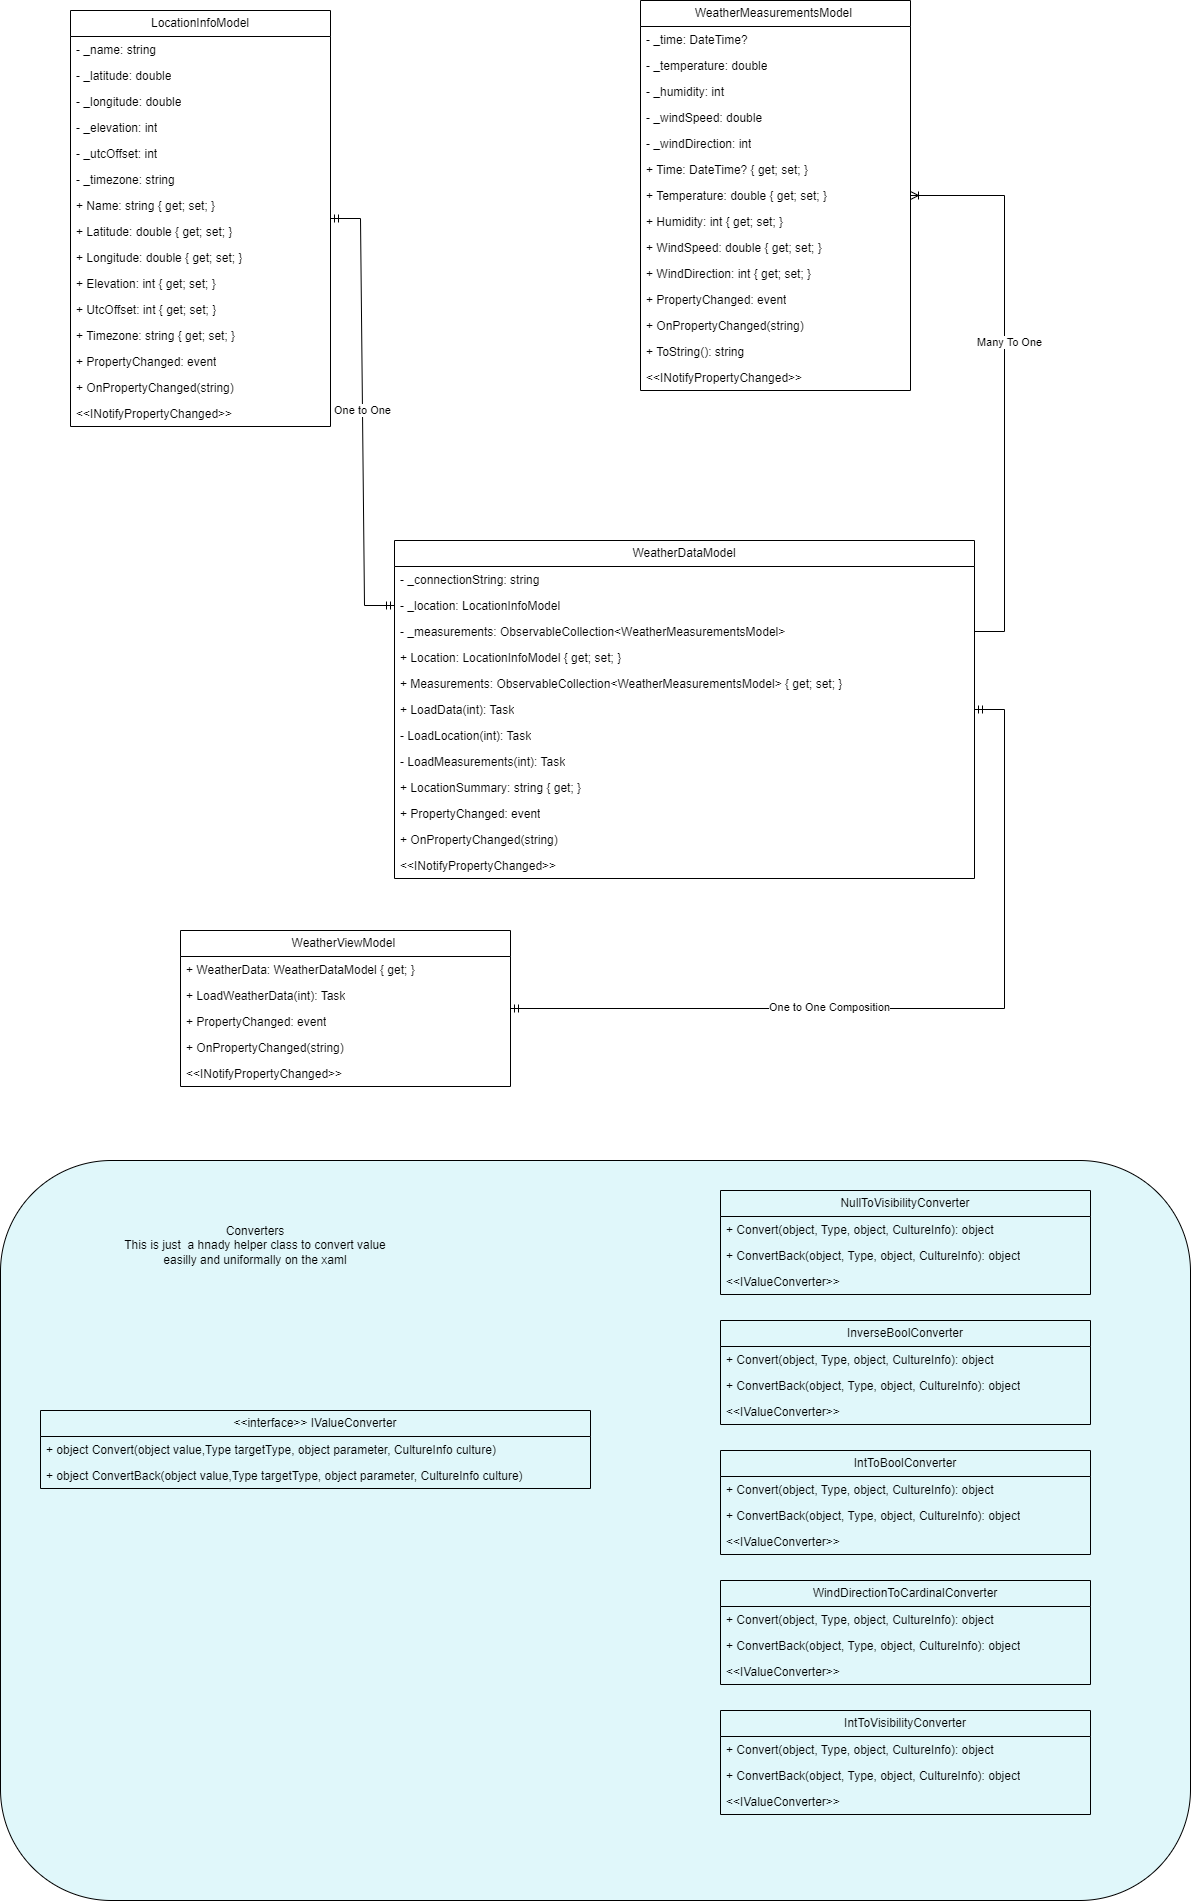 LocationInfoModel
- _name: string
- _latitude: double
- _longitude: double
- _elevation: int
- _utcOffset: int
- _timezone: string
+ Name: string { get; set; }
+ Latitude: double { get; set; }
+ Longitude: double { get; set; }
+ Elevation: int { get; set; }
+ UtcOffset: int { get; set; }
+ Timezone: string { get; set; }
+ PropertyChanged: event
+ OnPropertyChanged(string)
<<INotifyPropertyChanged>>
WeatherMeasurementsModel
- _time: DateTime?
- _temperature: double
- _humidity: int
- _windSpeed: double
- _windDirection: int
+ Time: DateTime? { get; set; }
+ Temperature: double { get; set; }
+ Humidity: int { get; set; }
+ WindSpeed: double { get; set; }
+ WindDirection: int { get; set; }
+ PropertyChanged: event
+ OnPropertyChanged(string)
+ ToString(): string
<<INotifyPropertyChanged>>
Many To One
One to One
WeatherDataModel
- _connectionString: string
- _location: LocationInfoModel
- _measurements: ObservableCollection<WeatherMeasurementsModel>
+ Location: LocationInfoModel { get; set; }
+ Measurements: ObservableCollection<WeatherMeasurementsModel> { get; set; }
+ LoadData(int): Task
- LoadLocation(int): Task
- LoadMeasurements(int): Task
+ LocationSummary: string { get; }
+ PropertyChanged: event
+ OnPropertyChanged(string)
<<INotifyPropertyChanged>>
WeatherViewModel
+ WeatherData: WeatherDataModel { get; }
+ LoadWeatherData(int): Task
+ PropertyChanged: event
+ OnPropertyChanged(string)
<<INotifyPropertyChanged>>
One to One Composition
Converters
This is just  a hnady helper class to convert value
easilly and uniformally on the xaml
<<interface>> IValueConverter
+ object Convert(object value,Type targetType, object parameter, CultureInfo culture)
+ object ConvertBack(object value,Type targetType, object parameter, CultureInfo culture)
NullToVisibilityConverter
+ Convert(object, Type, object, CultureInfo): object
+ ConvertBack(object, Type, object, CultureInfo): object
<<IValueConverter>>
InverseBoolConverter
+ Convert(object, Type, object, CultureInfo): object
+ ConvertBack(object, Type, object, CultureInfo): object
<<IValueConverter>>
IntToBoolConverter
+ Convert(object, Type, object, CultureInfo): object
+ ConvertBack(object, Type, object, CultureInfo): object
<<IValueConverter>>
WindDirectionToCardinalConverter
+ Convert(object, Type, object, CultureInfo): object
+ ConvertBack(object, Type, object, CultureInfo): object
<<IValueConverter>>
IntToVisibilityConverter
+ Convert(object, Type, object, CultureInfo): object
+ ConvertBack(object, Type, object, CultureInfo): object
<<IValueConverter>>